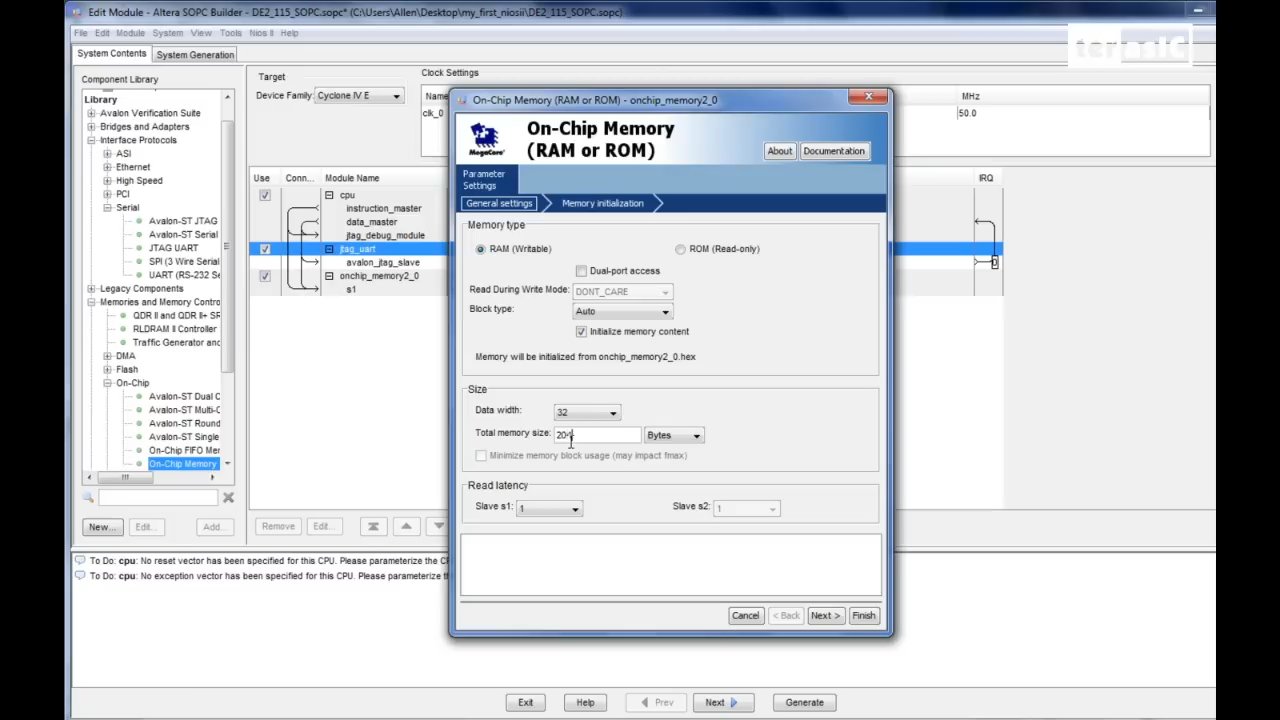 Edit Module - Altera SOPC Builder - DE2_115_SOPC.sopc* (C:\Users\Allen\Desktop\my_first_niosii\DE2_115_SOPC.sopc)
File Edit Module System View Tools Nios II Help
terasic
System Contents System Generation
Component Library
Library
Avalon Verification Suite
Bridges and Adapters
Interface Protocols
ASI
Ethernet
High Speed
PCI
Serial
Avalon-ST JTAG
Avalon-ST Serial
JTAG UART
SPI (3 Wire Serial
UART (RS-232 Se
Legacy Components
Memories and Memory Contro
QDR II and QDR II+ SR
RLDRAM II Controller
Traffic Generator and
DMA
Flash
On-Chip
Avalon-ST Dual C
Avalon-ST Multi-C
Avalon-ST Round
Avalon-ST Single
On-Chip FIFO Mem
On-Chip Memory
New... Edit... Add...
Target
Device Family: Cyclone IV E
Clock Settings
Name MHz
clk_0 50.0
Use Conn... Module Name IRQ
cpu
instruction_master
data_master
jtag_debug_module
jtag_uart
avalon_jtag_slave
onchip_memory2_0
s1
Remove Edit...
On-Chip Memory (RAM or ROM) - onchip_memory2_0
MegaCore
On-Chip Memory
(RAM or ROM)
About Documentation
Parameter
Settings
General settings Memory initialization
Memory type
RAM (Writable) ROM (Read-only)
Dual-port access
Read During Write Mode: DONT_CARE
Block type: Auto
Initialize memory content
Memory will be initialized from onchip_memory2_0.hex
Size
Data width: 32
Total memory size: Bytes
Minimize memory block usage (may impact fmax)
Read latency
Slave s1: 1 Slave s2: 1
Cancel < Back Next > Finish
To Do: cpu: No reset vector has been specified for this CPU. Please parameterize the CP
To Do: cpu: No exception vector has been specified for this CPU. Please parameterize th
Exit Help Prev Next Generate